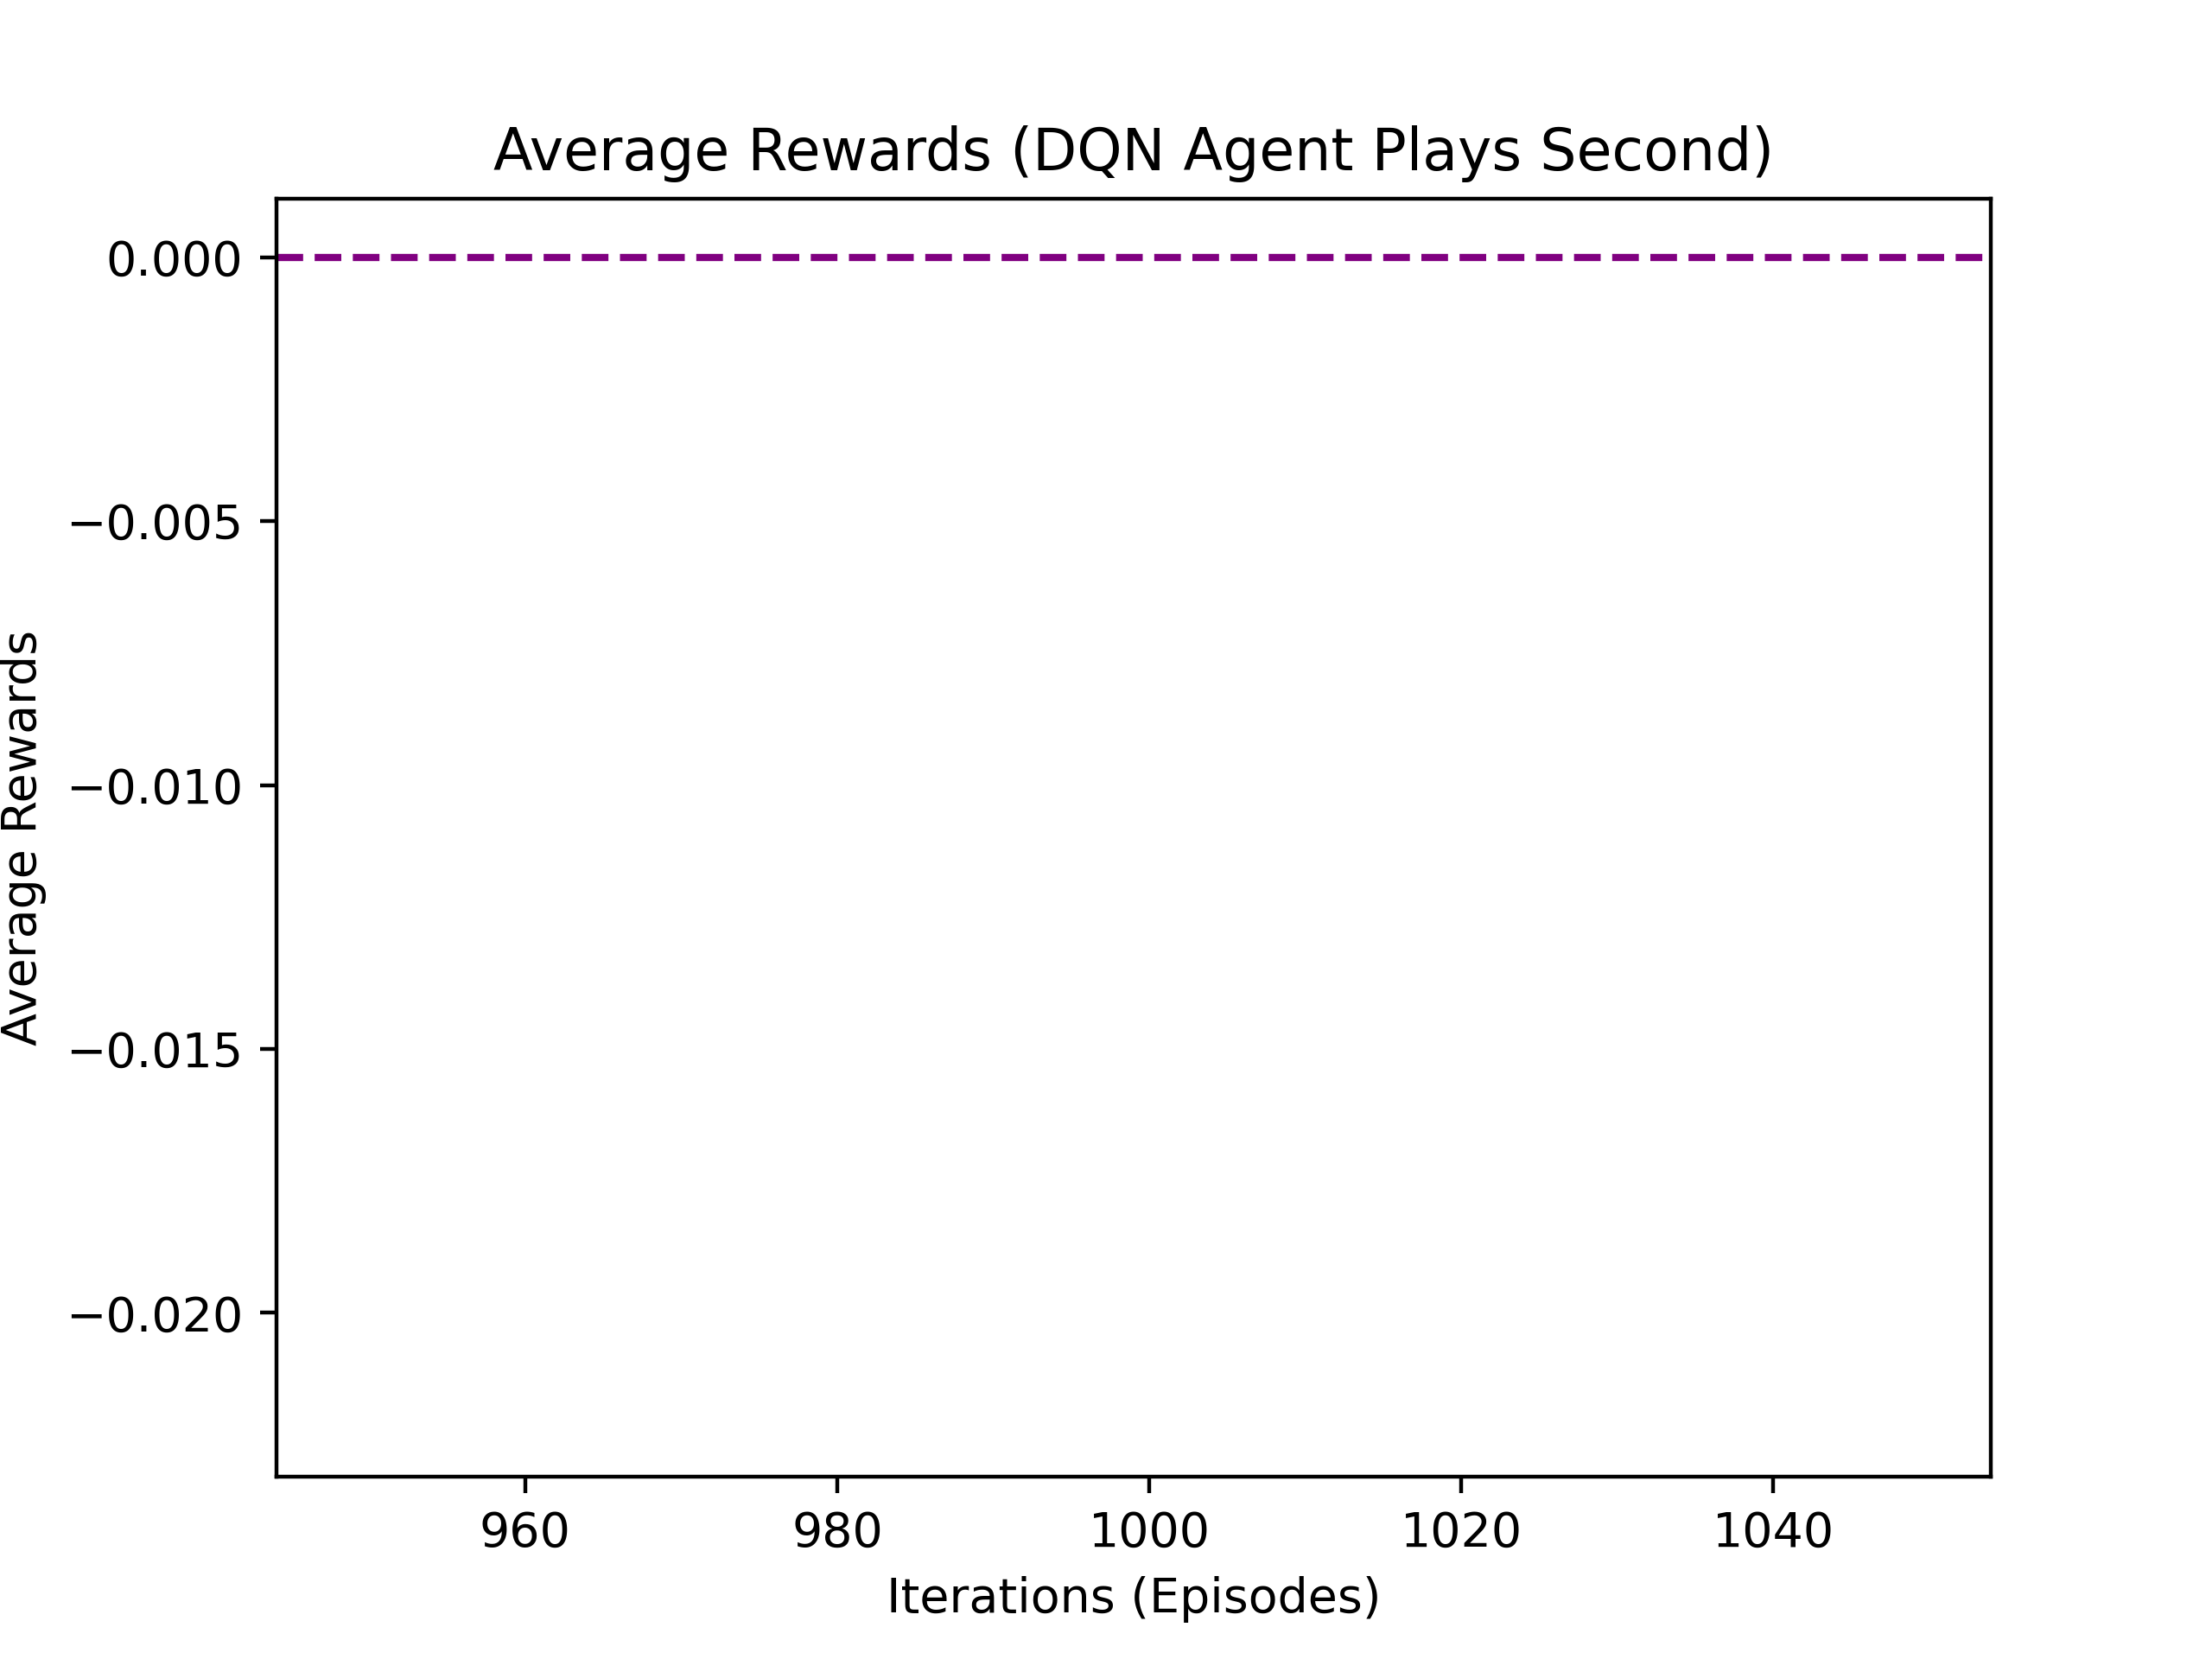 Average Rewards (DQN Agent Plays Second)
0.000
−0.005
−0.010
−0.015
−0.020
Average Rewards
960 980 1000 1020 1040
Iterations (Episodes)